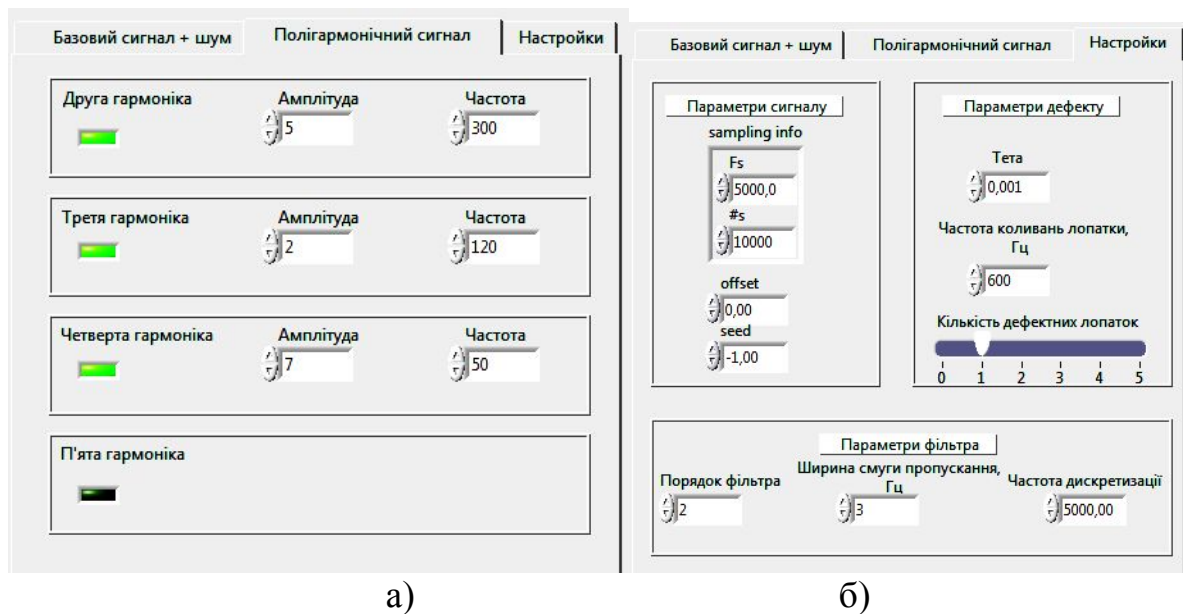 Базовий сигнал + шум Полігармонічний сигнал Настройки
Друга гармоніка Амплітуда Частота
5 300
Третя гармоніка Амплітуда Частота
2 120
Четверта гармоніка Амплітуда Частота
7 50
П'ята гармоніка
а)
Базовий сигнал + шум Полігармонічний сигнал Настройки
Параметри сигналу
sampling info
Fs
5000,0
#s
10000
offset
0,00
seed
-1,00
Параметри дефекту
Тета
0,001
Частота коливань лопатки,
Гц
600
Кількість дефектних лопаток
0 1 2 3 4 5
Параметри фільтра
Порядок фільтра
2
Ширина смуги пропускання,
Гц
3
Частота дискретизації
5000,00
б)